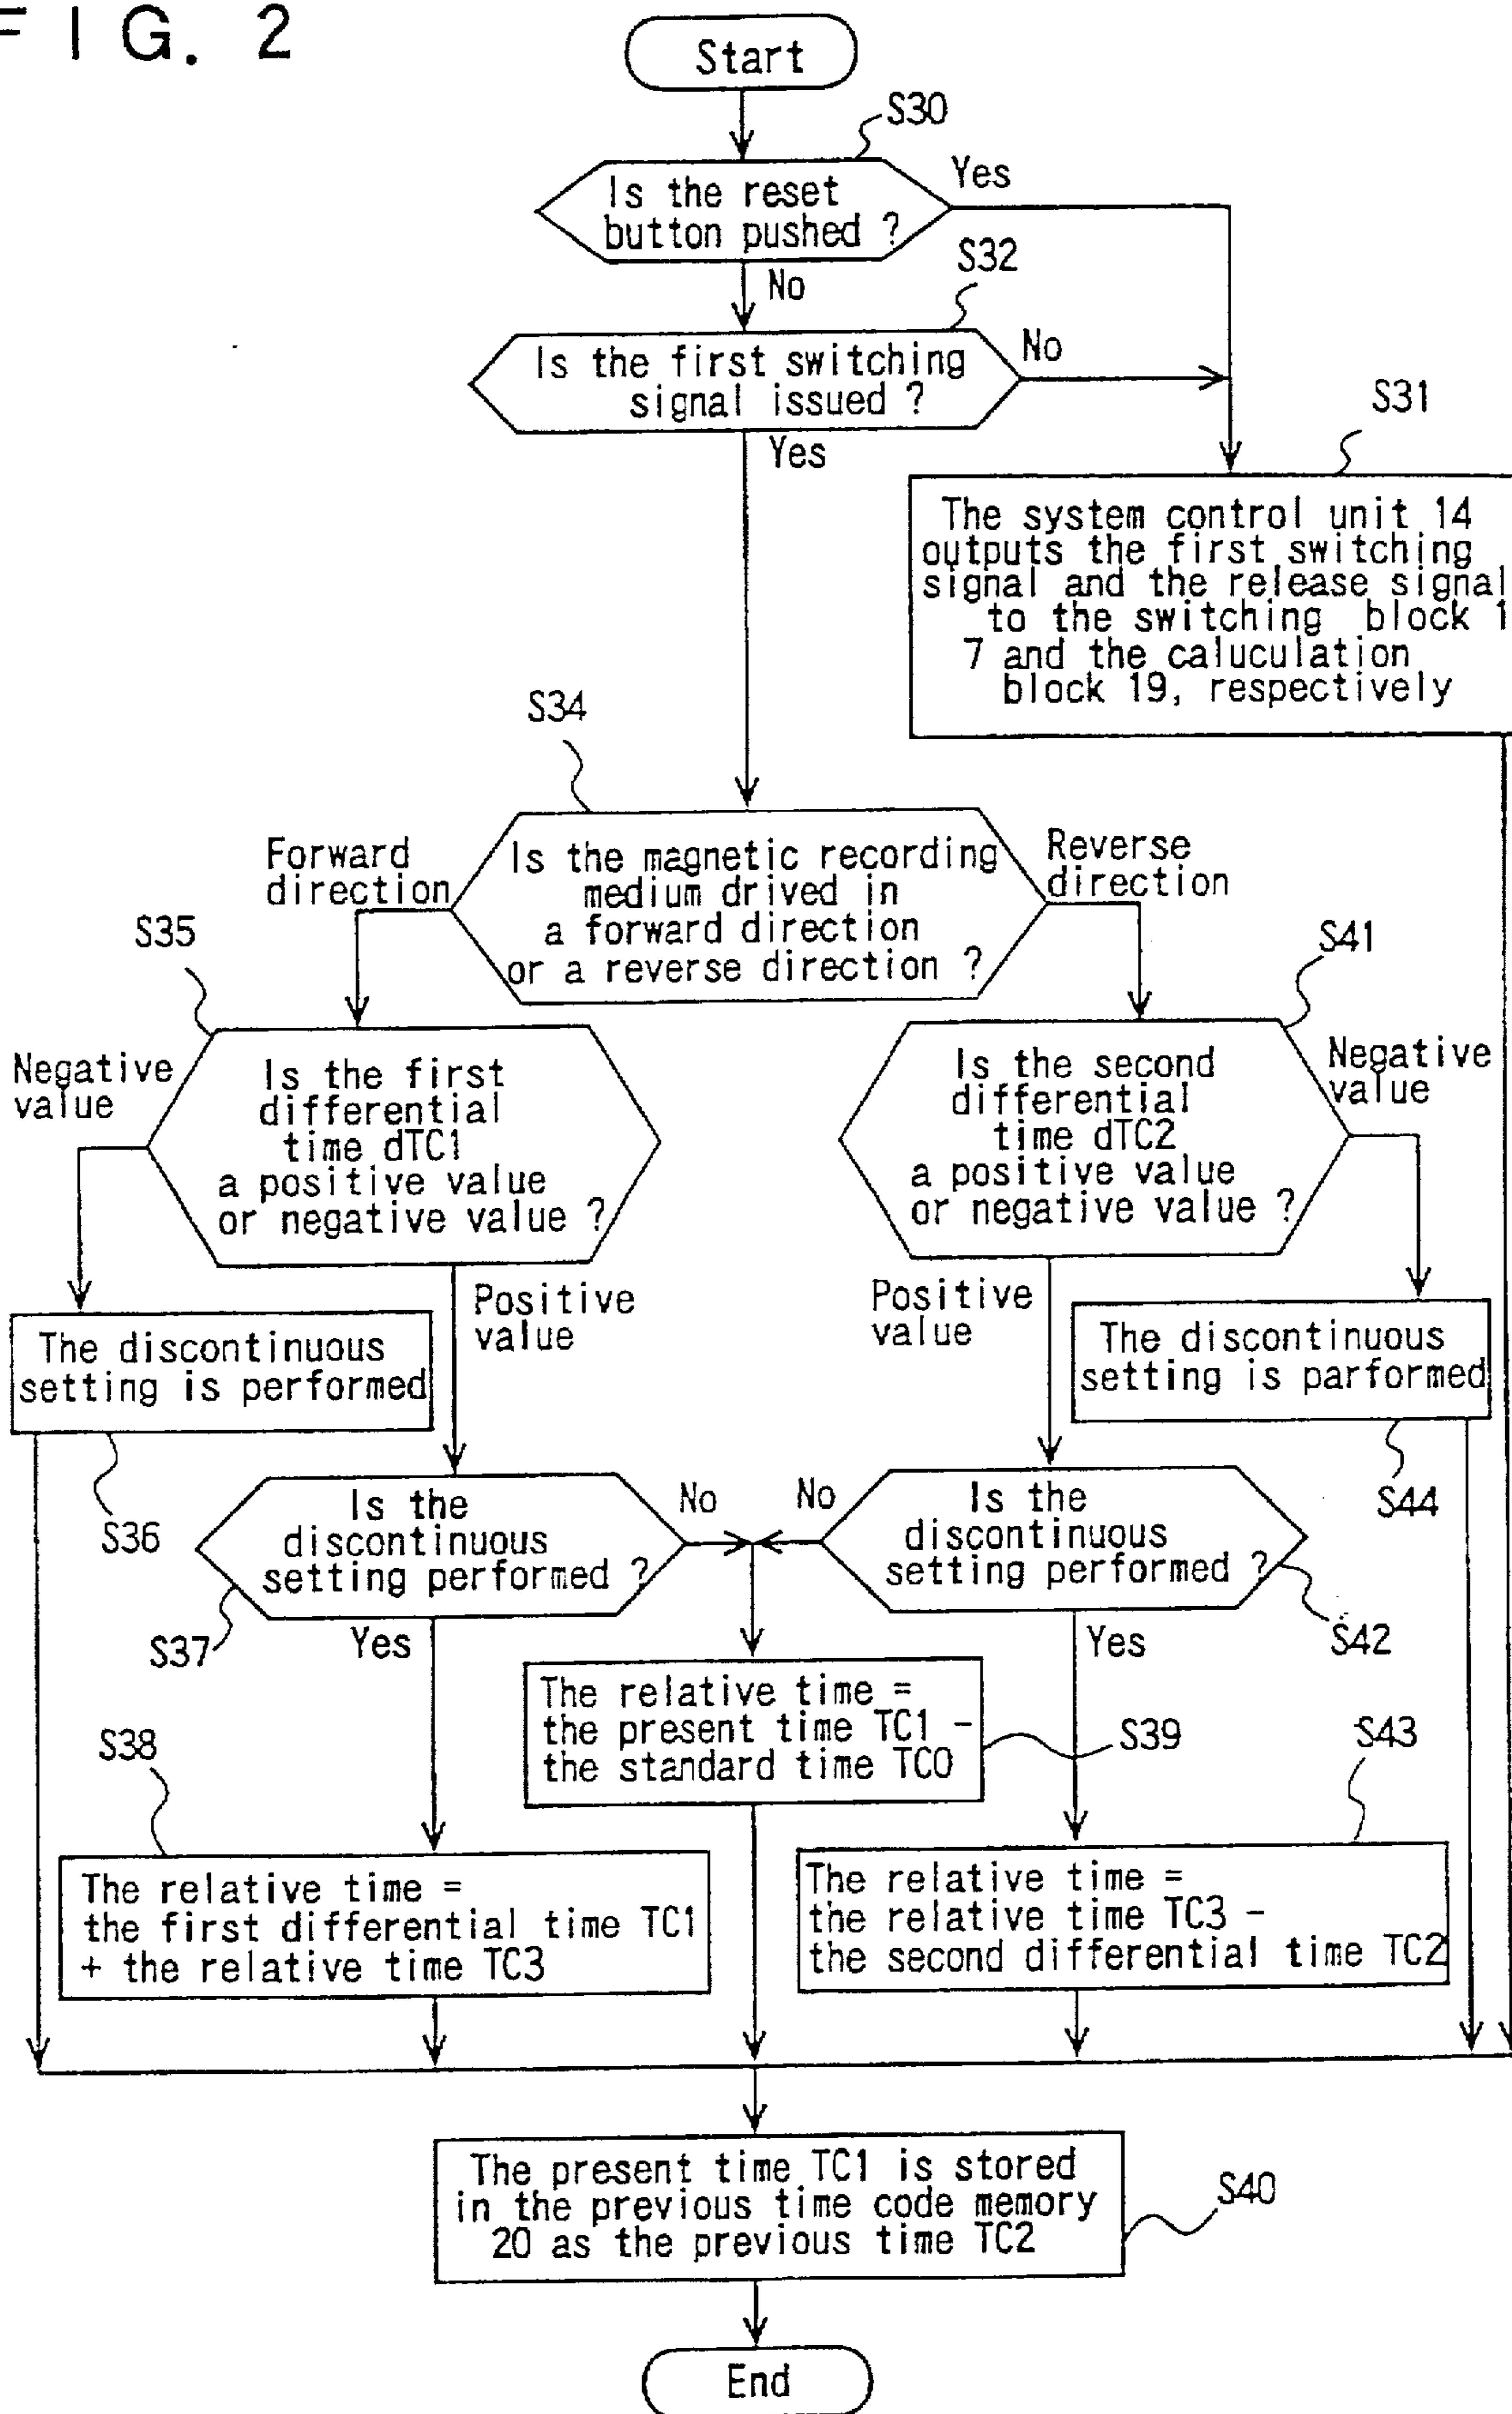 FIG. 2
Start
S30
Is the reset
button pushed ?
Yes
No
S32
Is the first switching
signal issued ?
No
Yes
S31
The system control unit 14
outputs the first switching
signal and the release signal
to the switching block 1
7 and the caluculation
block 19, respectively
S34
Is the magnetic recording
medium drived in
a forward direction
or a reverse direction ?
Forward
direction
Reverse
direction
S35
Is the first
differential
time dTC1
a positive value
or negative value ?
Negative
value
Positive
value
S41
Is the second
differential
time dTC2
a positive value
or negative value ?
Negative
value
Positive
value
The discontinuous
setting is performed
S36
The discontinuous
setting is parformed
S44
Is the
discontinuous
setting performed ?
No
Yes
S37
Is the
discontinuous
setting performed ?
No
Yes
S42
The relative time =
the present time TC1 -
the standard time TC0
S39
S38
The relative time =
the first differential time TC1
+ the relative time TC3
S43
The relative time =
the relative time TC3 -
the second differential time TC2
The present time TC1 is stored
in the previous time code memory
20 as the previous time TC2
S40
End